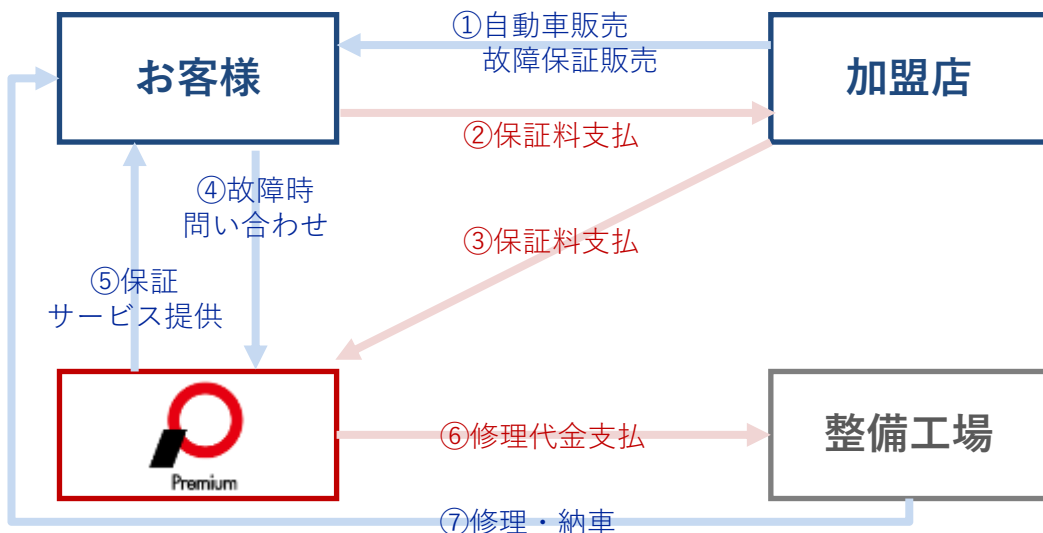 ①自動車販売
故障保証販売
お客様
加盟店
②保証料支払
④故障時
問い合わせ
③保証料支払
⑤保証
サービス提供
Premium
⑥修理代金支払
整備工場
⑦修理・納車